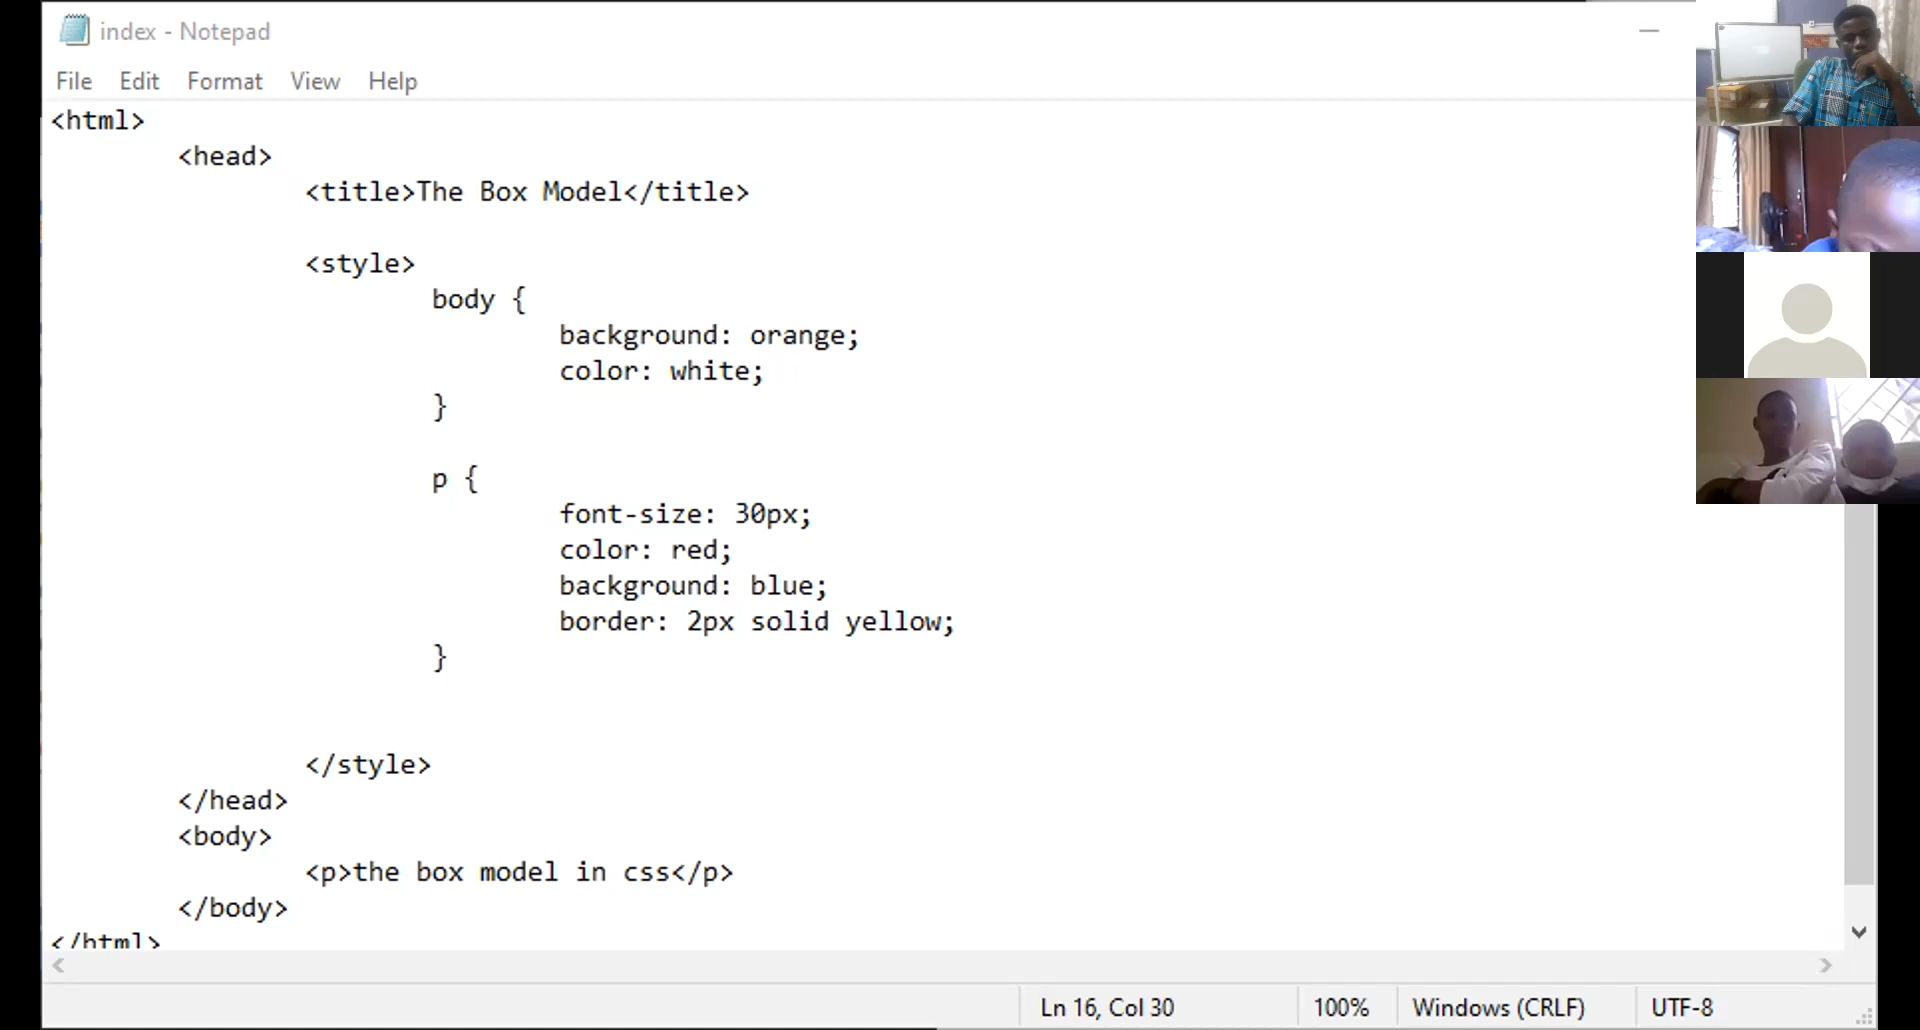 index - Notepad
File Edit Format View Help
<html>
<head>
<title>The Box Model</title>
<style>
body {
background: orange;
color: white;
}
p {
font-size: 30px;
color: red;
background: blue;
border: 2px solid yellow;
}
</style>
</head>
<body>
<p>the box model in css</p>
</body>
</html>
Ln 16, Col 30 100% Windows (CRLF) UTF-8